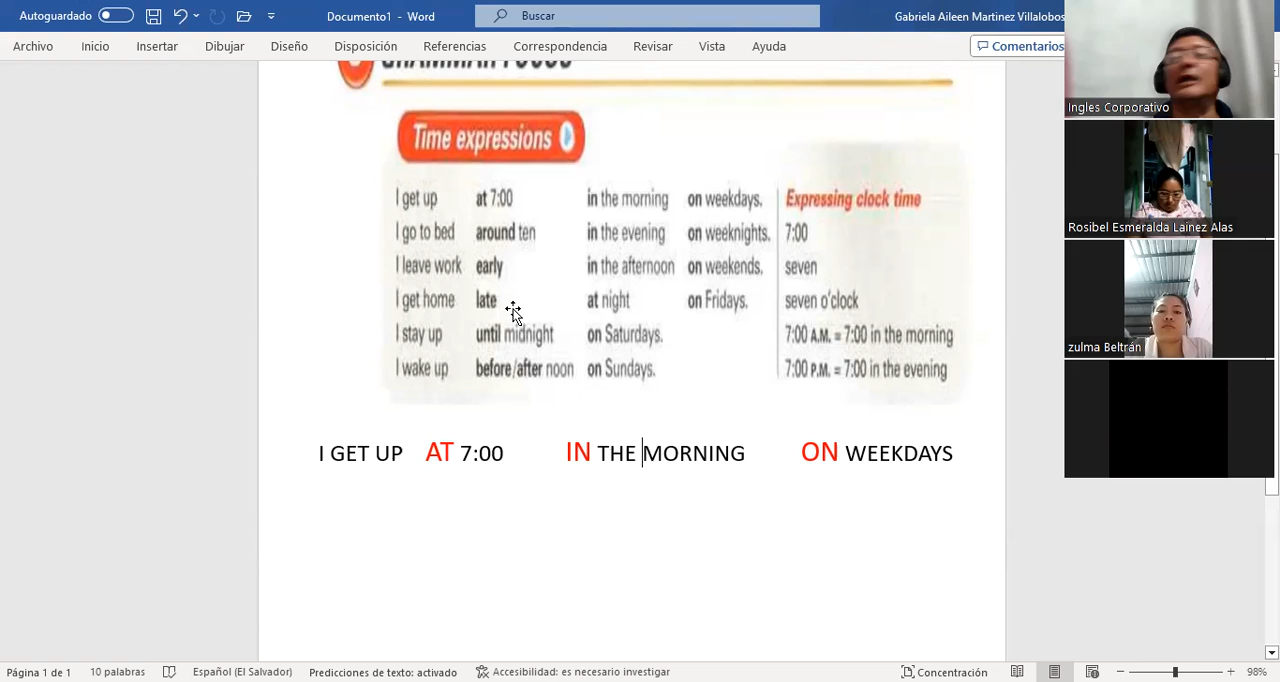 Autoguardado
Documento1 - Word
Buscar
Gabriela Aileen Martinez Villalobos
Archivo Inicio Insertar Dibujar Diseño Disposición Referencias Correspondencia Revisar Vista Ayuda
Comentarios
GRAMMAR FOCUS
Time expressions
I get up at 7:00 in the morning on weekdays. Expressing clock time
I go to bed around ten in the evening on weeknights. 7:00
I leave work early in the afternoon on weekends. seven
I get home late at night on Fridays. seven o'clock
I stay up until midnight on Saturdays. 7:00 A.M. = 7:00 in the morning
I wake up before/after noon on Sundays. 7:00 P.M. = 7:00 in the evening
I GET UP AT 7:00 IN THE MORNING ON WEEKDAYS
Ingles Corporativo
Rosibel Esmeralda Lainez Alas
zulma Beltrán
Página 1 de 1 10 palabras Español (El Salvador) Predicciones de texto: activado Accesibilidad: es necesario investigar Concentración 98%